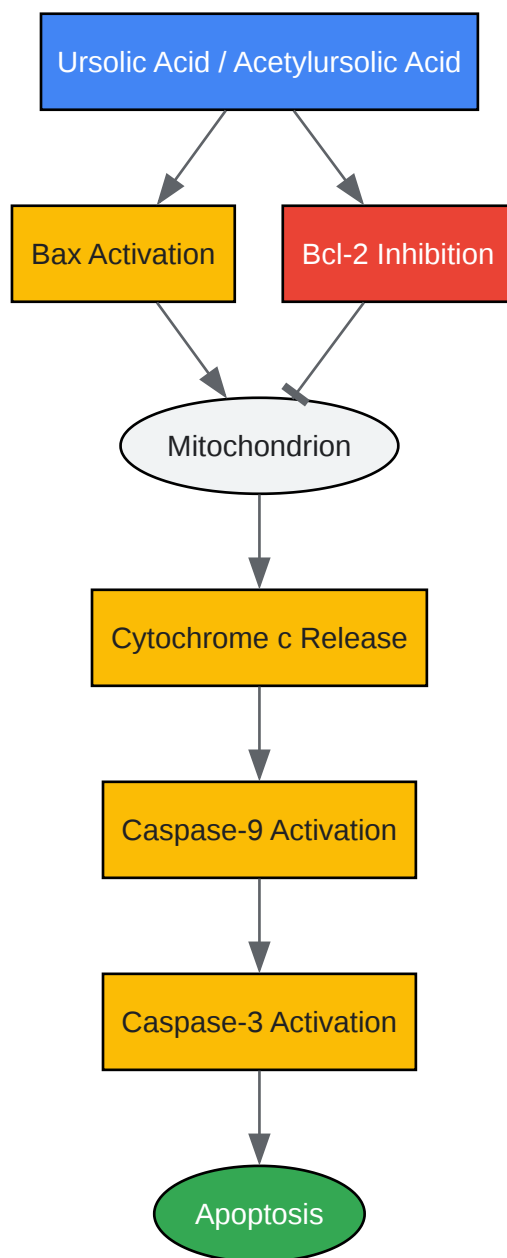 Ursolic Acid / Acetylursolic Acid
Bax Activation
Bcl-2 Inhibition
Mitochondrion
Cytochrome c Release
Caspase-9 Activation
Caspase-3 Activation
Apoptosis